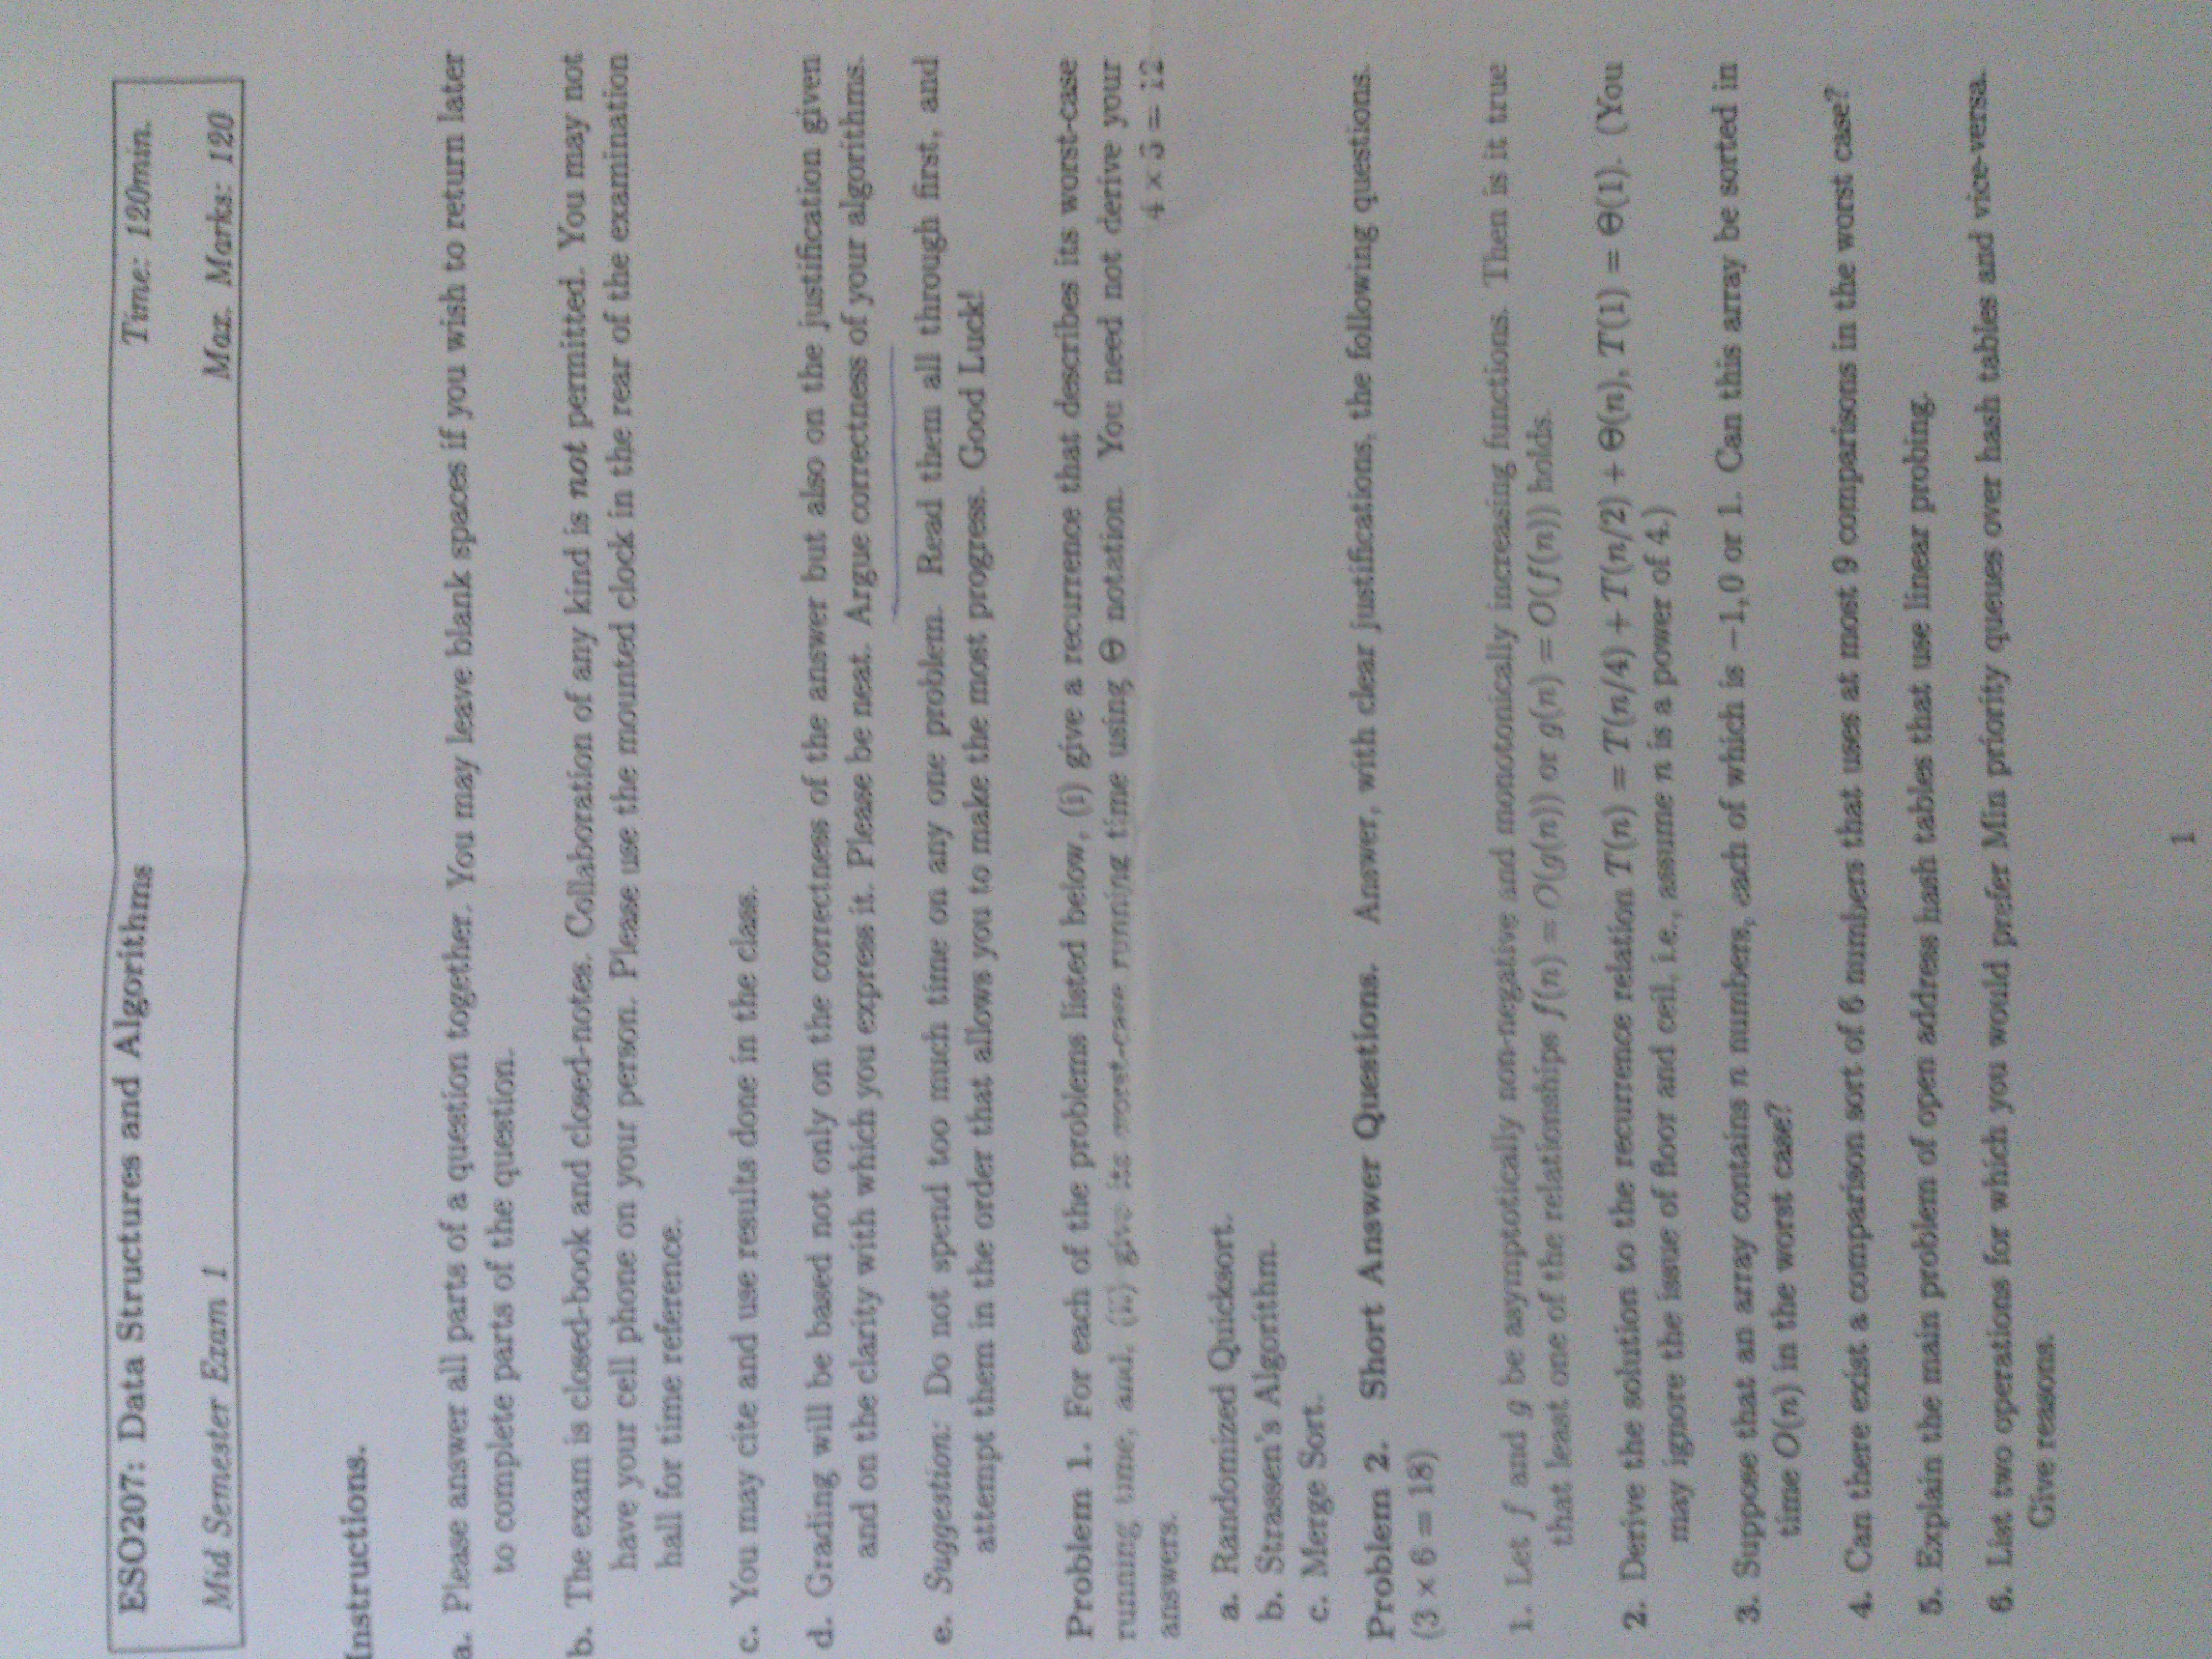 ESO207: Data Structures and Algorithms Time: 120min.
Mid Semester Exam 1 Max. Marks: 120
Instructions.
a. Please answer all parts of a question together. You may leave blank spaces if you wish to return later
to complete parts of the question.
b. The exam is closed-book and closed-notes. Collaboration of any kind is not permitted. You may not
have your cell phone on your person. Please use the mounted clock in the rear of the examination
hall for time reference.
c. You may cite and use results done in the class.
d. Grading will be based not only on the correctness of the answer but also on the justification given
and on the clarity with which you express it. Please be neat. Argue correctness of your algorithms.
e. Suggestion: Do not spend too much time on any one problem. Read them all through first, and
attempt them in the order that allows you to make the most progress. Good Luck!
Problem 1. For each of the problems listed below, (i) give a recurrence that describes its worst-case
running time, and, (ii) give its worst-case running time using Θ notation. You need not derive your
answers. 4 × 3 = 12
a. Randomized Quicksort.
b. Strassen's Algorithm.
c. Merge Sort.
Problem 2. Short Answer Questions. Answer, with clear justifications, the following questions.
(3 × 6 = 18)
1. Let f and g be asymptotically non-negative and monotonically increasing functions. Then is it true
that least one of the relationships f(n) = O(g(n)) or g(n) = O(f(n)) holds.
2. Derive the solution to the recurrence relation T(n) = T(n/4) + T(n/2) + Θ(n), T(1) = Θ(1). (You
may ignore the issue of floor and ceil, i.e., assume n is a power of 4.)
3. Suppose that an array contains n numbers, each of which is −1, 0 or 1. Can this array be sorted in
time O(n) in the worst case?
4. Can there exist a comparison sort of 6 numbers that uses at most 9 comparisons in the worst case?
5. Explain the main problem of open address hash tables that use linear probing.
6. List two operations for which you would prefer Min priority queues over hash tables and vice-versa.
Give reasons.
1